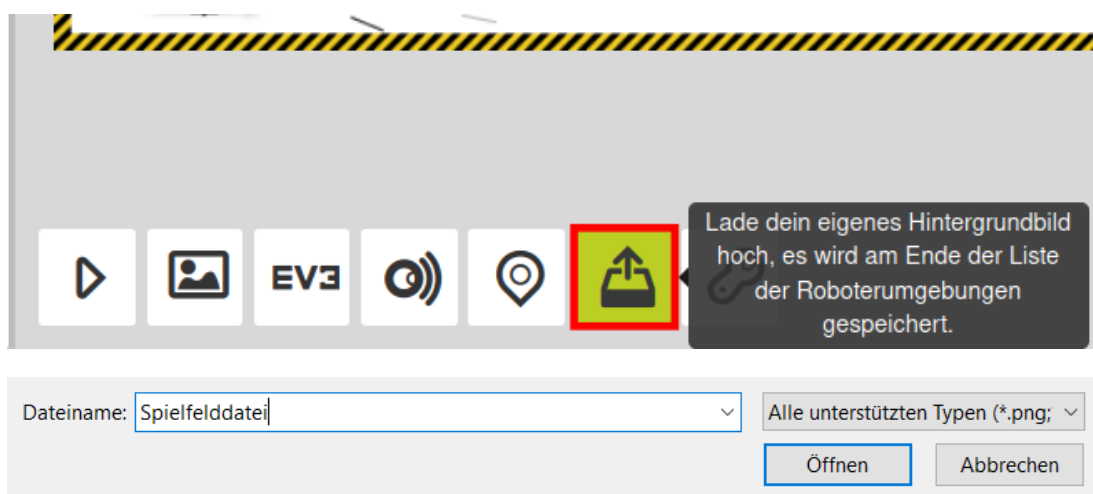 EV3
Lade dein eigenes Hintergrundbild
hoch, es wird am Ende der Liste
der Roboterumgebungen
gespeichert.
Dateiname: Spielfelddatei Alle unterstützten Typen (*.png;
Öffnen Abbrechen